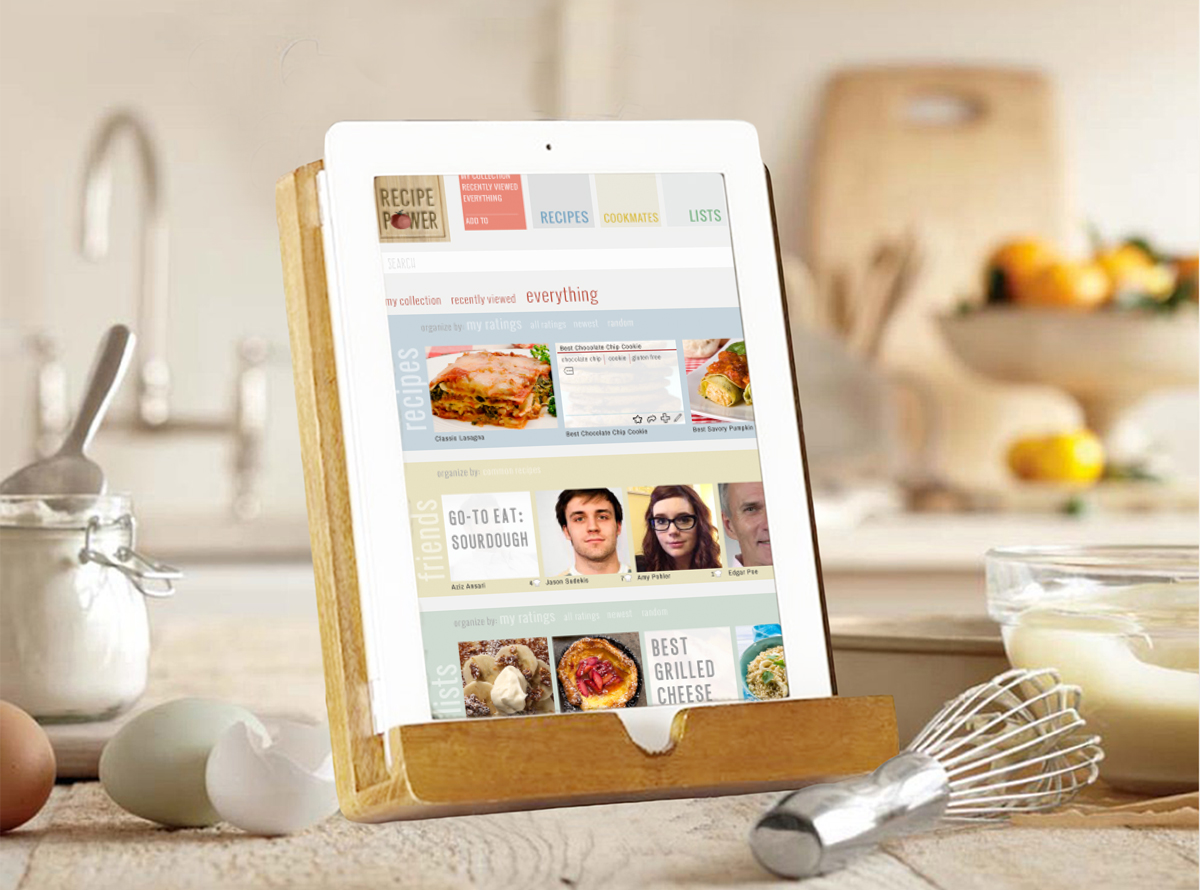 RECIPE
POWER
MY COLLECTION
RECENTLY VIEWED
EVERYTHING
ADD TO
RECIPES
COOKMATES
LISTS
SEARCH
my collection recently viewed everything
organize by: my ratings all ratings newest random
recipes
Best Chocolate Chip Cookie
chocolate chip | cookie | gluten free
Classic Lasagna
Best Chocolate Chip Cookie
Best Savory Pumpkin
organize by:
friends
GO-TO EAT:
SOURDOUGH
Aziz Ansari
Jason Sudekis
Amy Pohler
Edgar Poe
organize by: my ratings all ratings newest random
lists
BEST
GRILLED
CHEESE